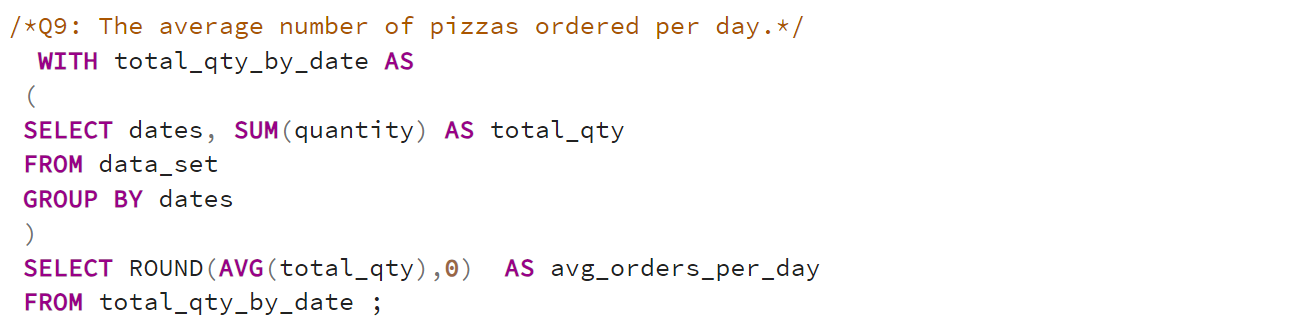 /*Q9: The average number of pizzas ordered per day.*/
WITH total_qty_by_date AS
(
SELECT dates, SUM(quantity) AS total_qty
FROM data_set
GROUP BY dates
)
SELECT ROUND(AVG(total_qty),0)  AS avg_orders_per_day
FROM total_qty_by_date ;